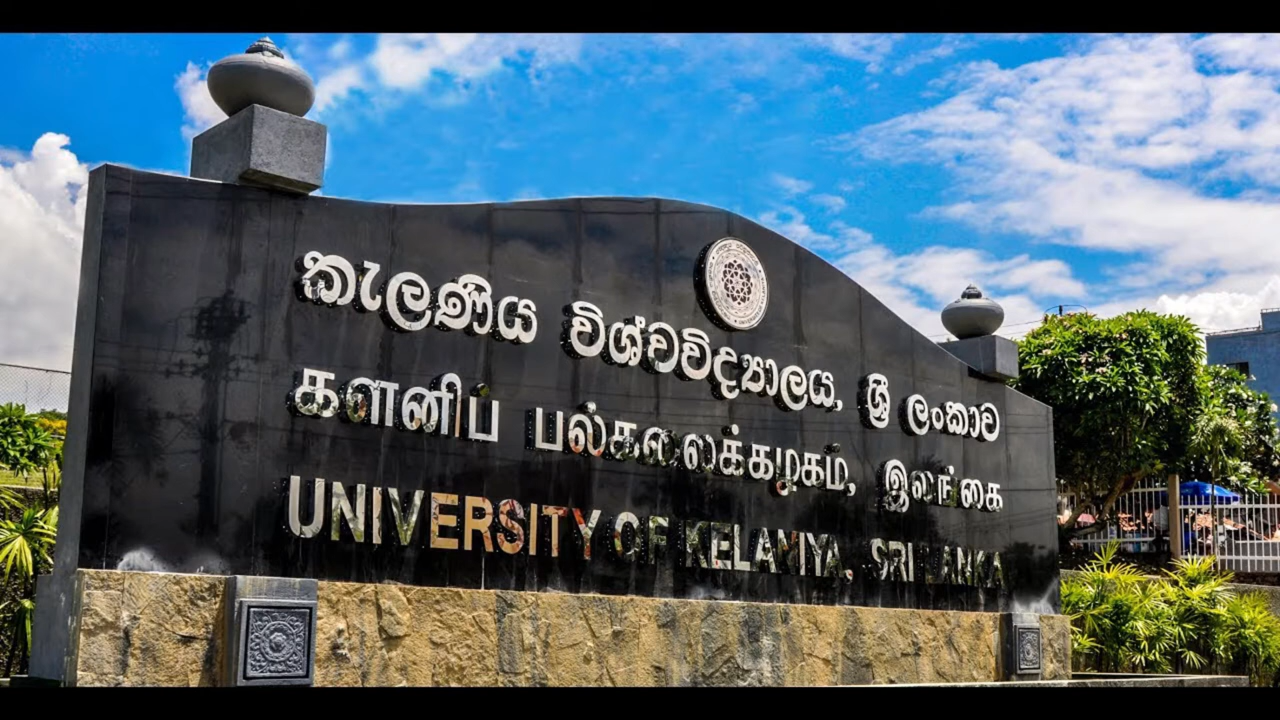 කැලණිය විශ්වවිද්‍යාලය, ශ්‍රී ලංකාව
களனிப் பல்கலைக்கழகம், இலங்கை
UNIVERSITY OF KELANIYA, SRI LANKA